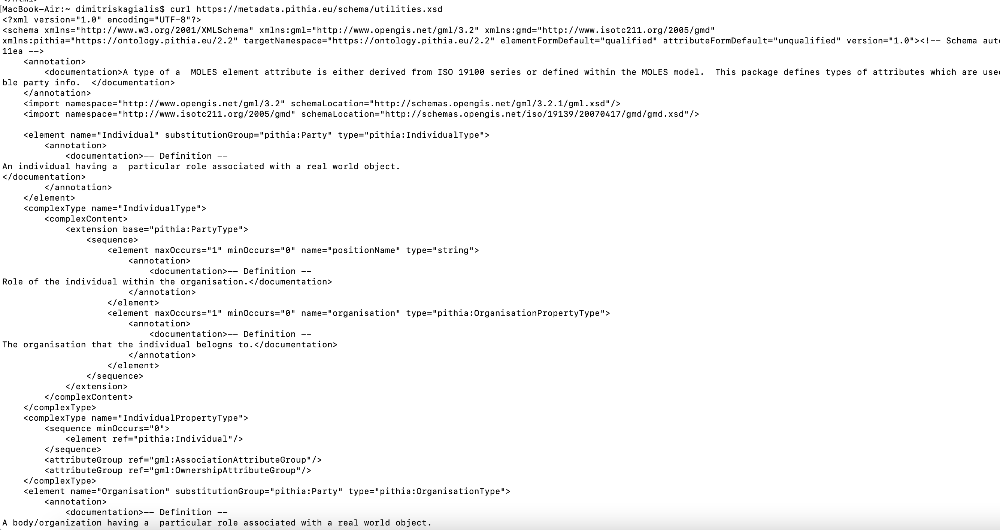 MacBook-Air:~ dimitriskagialis$ curl https://metadata.pithia.eu/schema/utilities.xsd
<?xml version="1.0" encoding="UTF-8"?>
<schema xmlns="http://www.w3.org/2001/XMLSchema" xmlns:gml="http://www.opengis.net/gml/3.2" xmlns:gmd="http://www.isotc211.org/2005/gmd"
xmlns:pithia="https://ontology.pithia.eu/2.2" targetNamespace="https://ontology.pithia.eu/2.2" elementFormDefault="qualified" attributeFormDefault="unqualified" version="1.0"><!-- Schema aut
11ea -->
    <annotation>
        <documentation>A type of a  MOLES element attribute is either derived from ISO 19100 series or defined within the MOLES model.  This package defines types of attributes which are use
ble party info.  </documentation>
    </annotation>
    <import namespace="http://www.opengis.net/gml/3.2" schemaLocation="http://schemas.opengis.net/gml/3.2.1/gml.xsd"/>
    <import namespace="http://www.isotc211.org/2005/gmd" schemaLocation="http://schemas.opengis.net/iso/19139/20070417/gmd/gmd.xsd"/>
    <element name="Individual" substitutionGroup="pithia:Party" type="pithia:IndividualType">
        <annotation>
            <documentation>-- Definition --
An individual having a  particular role associated with a real world object.
</documentation>
        </annotation>
    </element>
    <complexType name="IndividualType">
        <complexContent>
            <extension base="pithia:PartyType">
                <sequence>
                    <element maxOccurs="1" minOccurs="0" name="positionName" type="string">
                        <annotation>
                            <documentation>-- Definition --
Role of the individual within the organisation.</documentation>
                        </annotation>
                    </element>
                    <element maxOccurs="1" minOccurs="0" name="organisation" type="pithia:OrganisationPropertyType">
                        <annotation>
                            <documentation>-- Definition --
The organisation that the individual belogns to.</documentation>
                        </annotation>
                    </element>
                </sequence>
            </extension>
        </complexContent>
    </complexType>
    <complexType name="IndividualPropertyType">
        <sequence minOccurs="0">
            <element ref="pithia:Individual"/>
        </sequence>
        <attributeGroup ref="gml:AssociationAttributeGroup"/>
        <attributeGroup ref="gml:OwnershipAttributeGroup"/>
    </complexType>
    <element name="Organisation" substitutionGroup="pithia:Party" type="pithia:OrganisationType">
        <annotation>
            <documentation>-- Definition --
A body/organization having a  particular role associated with a real world object.